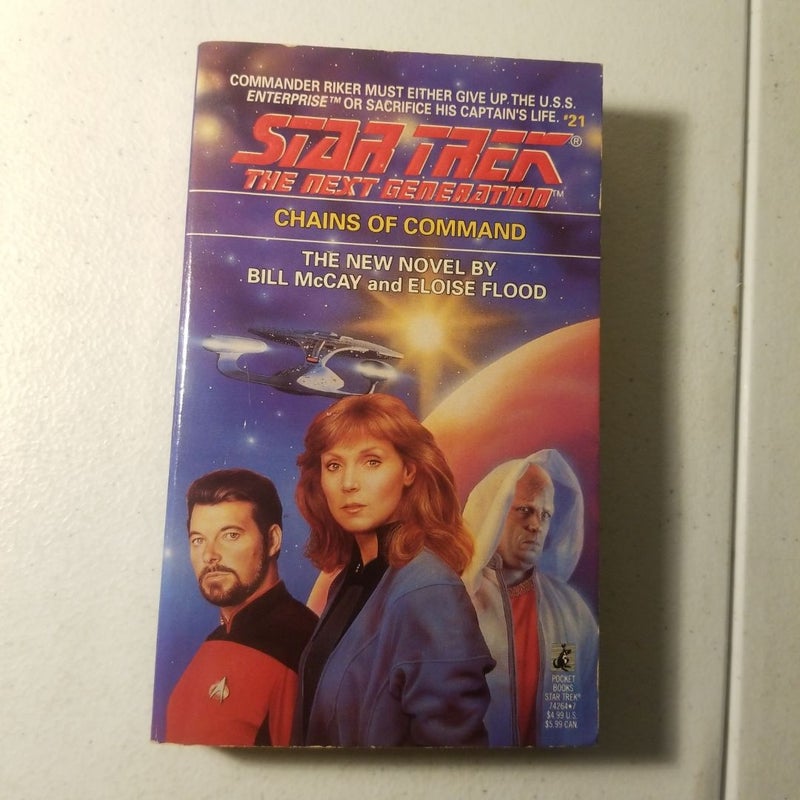 COMMANDER RIKER MUST EITHER GIVE UP THE U.S.S.
ENTERPRISE™ OR SACRIFICE HIS CAPTAIN'S LIFE. #21
STAR TREK®
THE NEXT GENERATION™
CHAINS OF COMMAND
THE NEW NOVEL BY
BILL McCAY and ELOISE FLOOD
POCKET
BOOKS
STAR TREK®
74264•7
$4.99 U.S.
$5.99 CAN.